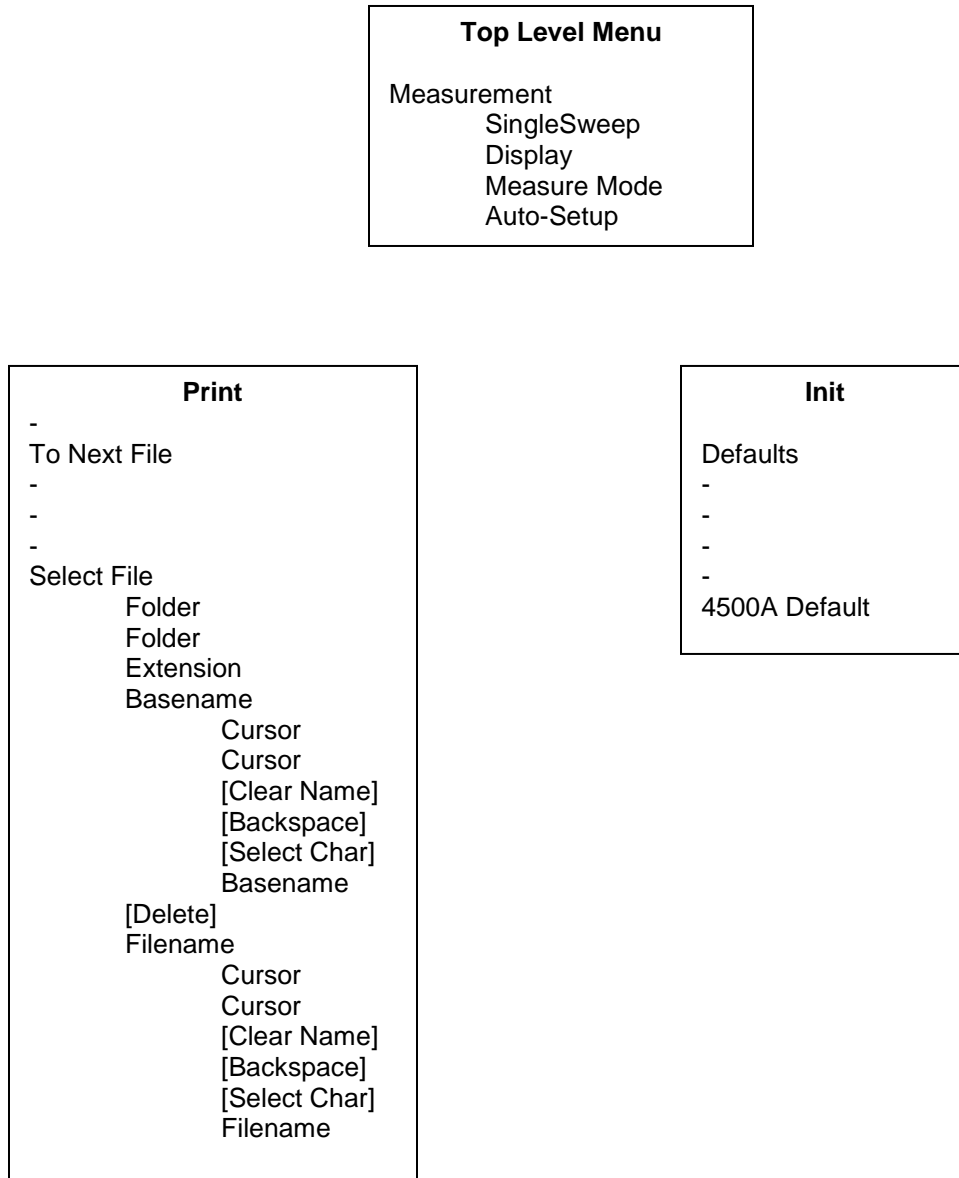 Top Level Menu
Measurement
SingleSweep
Display
Measure Mode
Auto-Setup
Print
-
To Next File
-
-
-
Select File
Folder
Folder
Extension
Basename
Cursor
Cursor
[Clear Name]
[Backspace]
[Select Char]
Basename
[Delete]
Filename
Cursor
Cursor
[Clear Name]
[Backspace]
[Select Char]
Filename
Init
Defaults
-
-
-
-
4500A Default